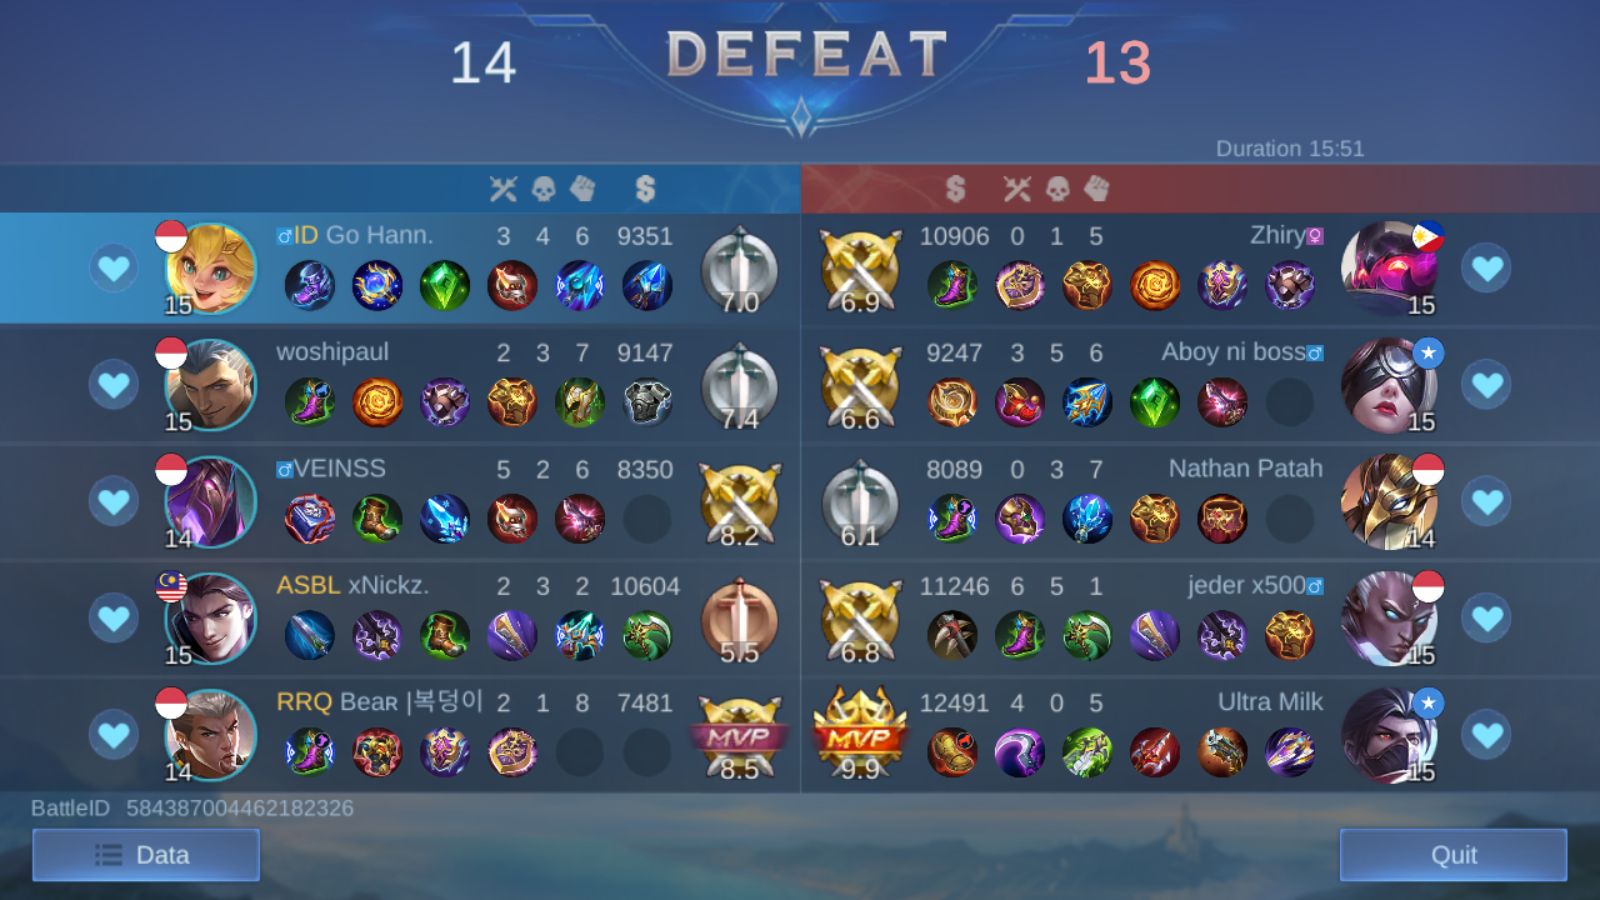 14 DEFEAT 13
Duration 15:51
ID Go Hann. 3 4 6 9351
15 7.0
6.9 10906 0 1 5 Zhiry
15
woshipaul 2 3 7 9147
15 7.4
6.6 9247 3 5 6 Aboy ni boss
15
VEINSS 5 2 6 8350
14 8.2
6.1 8089 0 3 7 Nathan Patah
14
ASBL xNickz. 2 3 2 10604
15 5.5
6.8 11246 6 5 1 jeder x500
15
RRQ Beaʀ |복덩이 2 1 8 7481
14 MVP 8.5
MVP 9.9 12491 4 0 5 Ultra Milk
15
BattleID 584387004462182326
Data
Quit